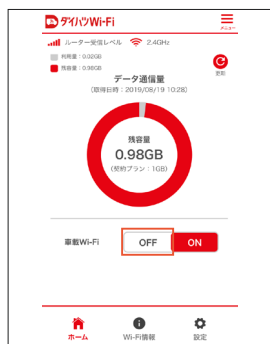 ダイハツWi-Fi
メニュー
ルーター受信レベル 2.4GHz
利用量：0.02GB
残容量：0.98GB
更新
データ通信量
(取得日時：2019/08/19 10:28)
残容量
0.98GB
(契約プラン：1GB)
車載Wi-Fi
OFF
ON
ホーム
Wi-Fi情報
設定